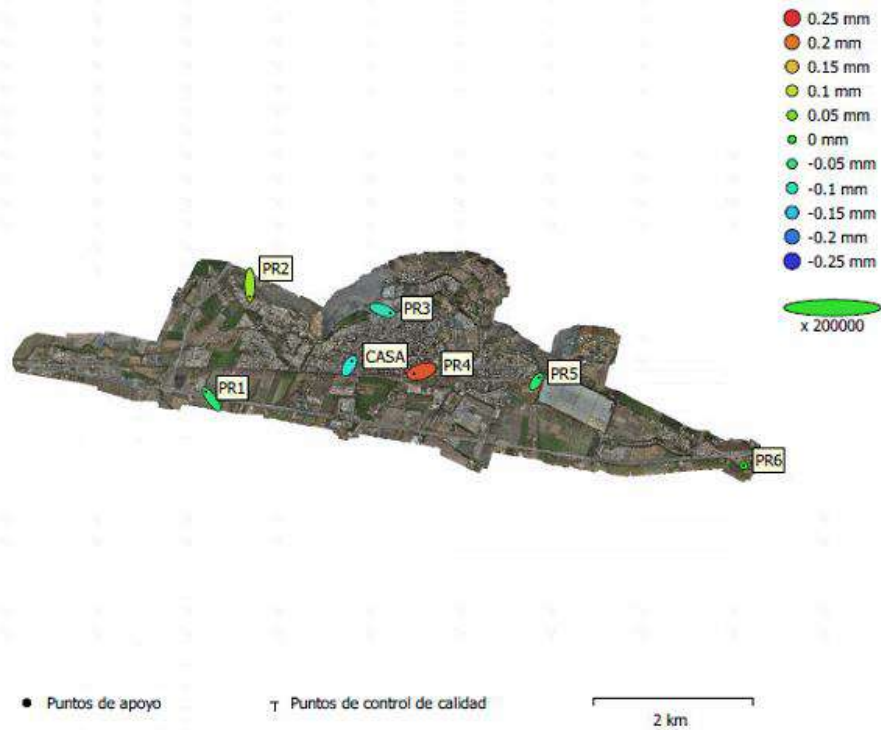 0.25 mm
0.2 mm
0.15 mm
0.1 mm
0.05 mm
0 mm
-0.05 mm
-0.1 mm
-0.15 mm
-0.2 mm
-0.25 mm
x 200000
PR2
PR3
CASA
PR4
PR5
PR1
PR6
Puntos de apoyo
Puntos de control de calidad
2 km